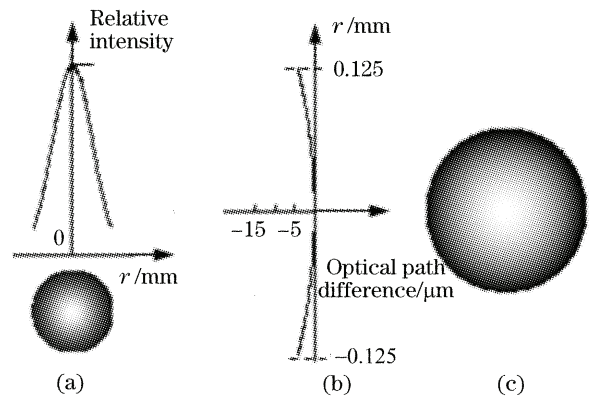 Relative
intensity
0
r/mm
(a)
r/mm
0.125
−15 −5
Optical path
difference/μm
−0.125
(b)
(c)